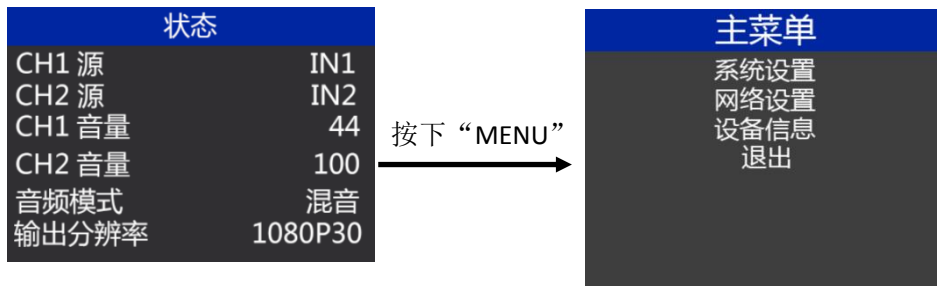 状态
CH1 源 IN1
CH2 源 IN2
CH1 音量 44
CH2 音量 100
音频模式 混音
输出分辨率 1080P30
按下“MENU”
主菜单
系统设置
网络设置
设备信息
退出